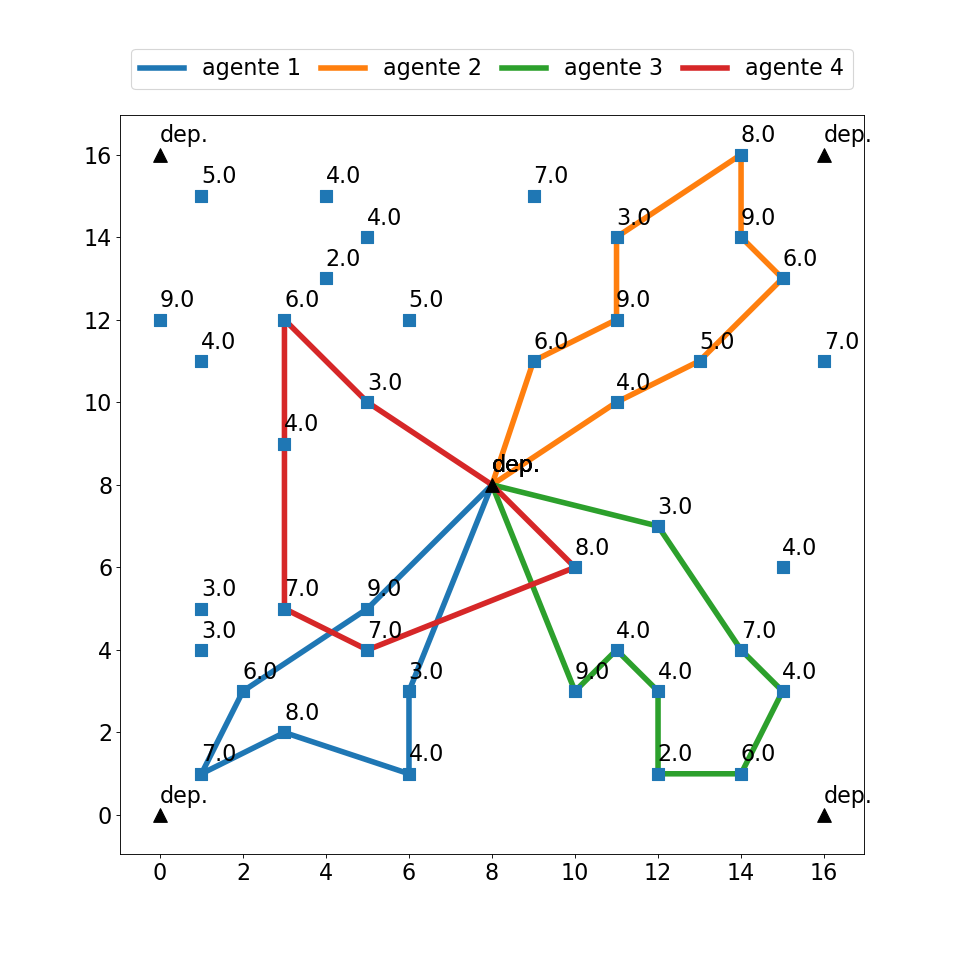 agente 1 agente 2 agente 3 agente 4
dep. 8.0 dep.
16
5.0 4.0 7.0
4.0 3.0 9.0
14
2.0 6.0
9.0 6.0 5.0 9.0
12
4.0 6.0 5.0 7.0
3.0 4.0
10
4.0
dep. dep.
8
3.0
8.0 4.0
6
3.0 7.0 9.0
3.0 7.0 4.0
4
6.0 3.0 9.0 4.0 7.0 4.0
8.0
2
7.0 4.0 2.0 6.0
dep. dep.
0
0 2 4 6 8 10 12 14 16